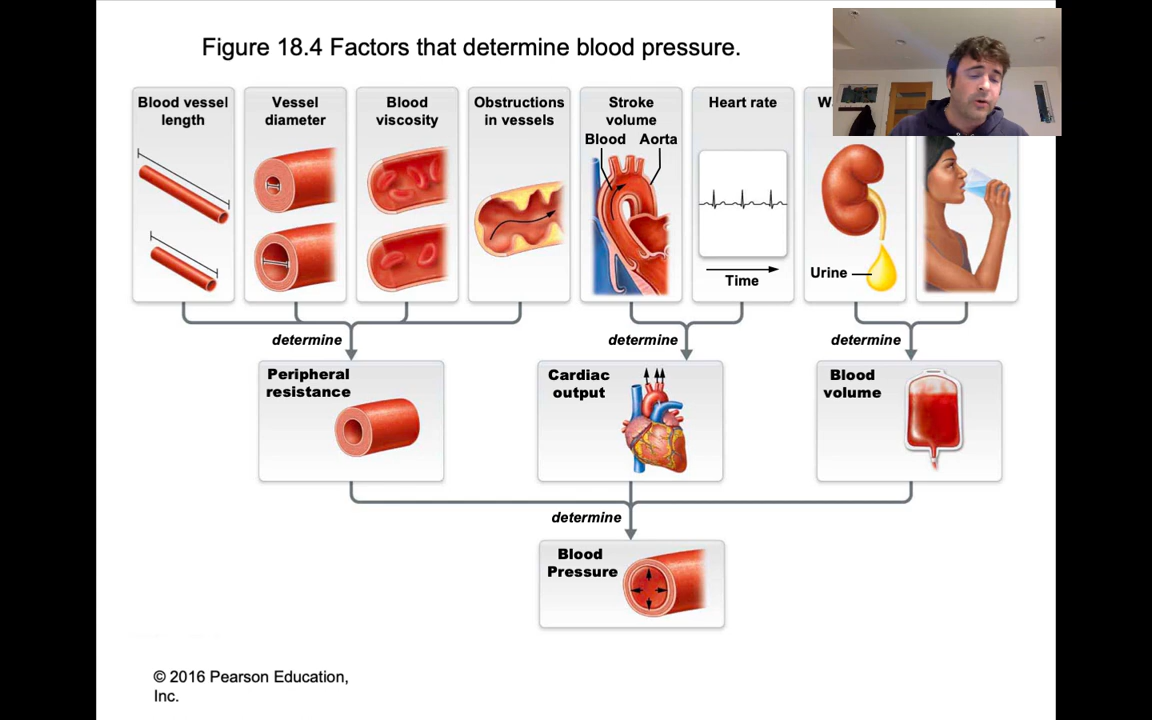 Figure 18.4 Factors that determine blood pressure.
Blood vessel
length
Vessel
diameter
Blood
viscosity
Obstructions
in vessels
Stroke
volume
Blood Aorta
Heart rate
Time
Urine
determine
determine
determine
Peripheral
resistance
Cardiac
output
Blood
volume
determine
Blood
Pressure
© 2016 Pearson Education,
Inc.